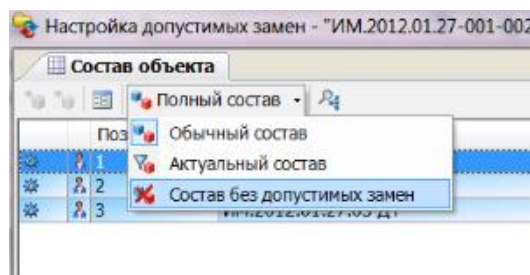 Настройка допустимых замен - "ИМ.2012.01.27-001-002
Состав объекта
Полный состав
Поз
Обычный состав
1
Актуальный состав
2
Состав без допустимых замен
3